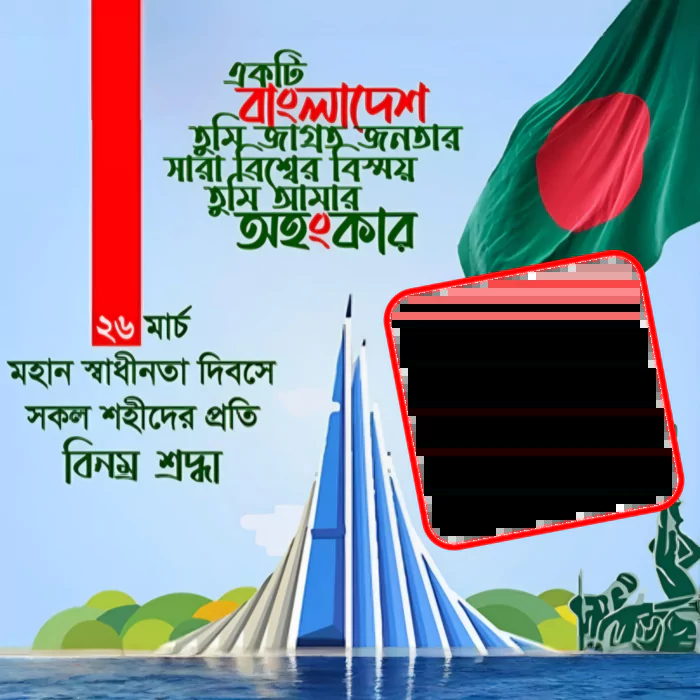 একটি
বাংলাদেশ
তুমি জাগ্রত জনতার
সারা বিশ্বের বিস্ময়
তুমি আমার
অহংকার
২৬ মার্চ
মহান স্বাধীনতা দিবসে
সকল শহীদের প্রতি
বিনম্র শ্রদ্ধা